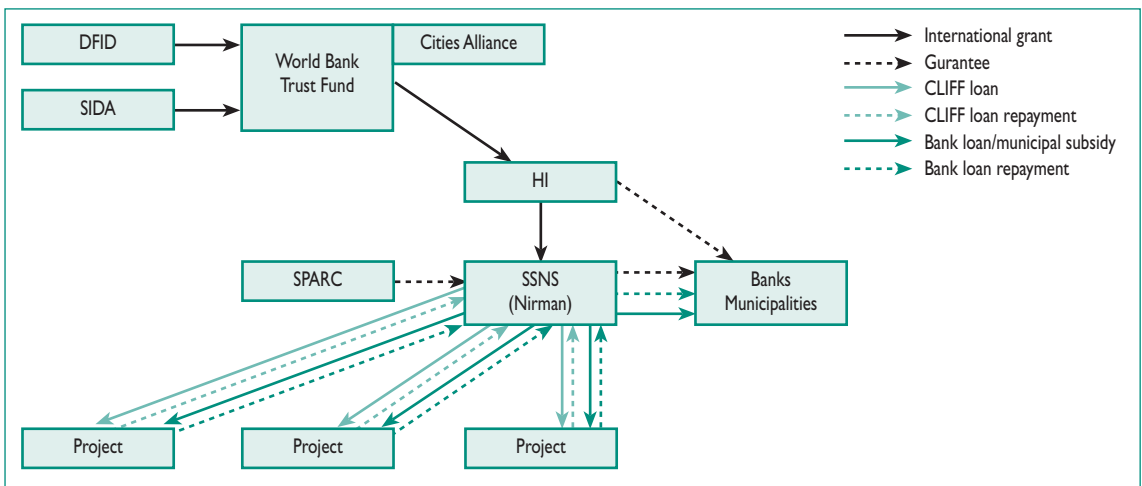 DFID
World Bank
Trust Fund
Cities Alliance
SIDA
International grant
Gurantee
CLIFF loan
CLIFF loan repayment
Bank loan/municipal subsidy
Bank loan repayment
HI
SPARC
SSNS
(Nirman)
Banks
Municipalities
Project
Project
Project